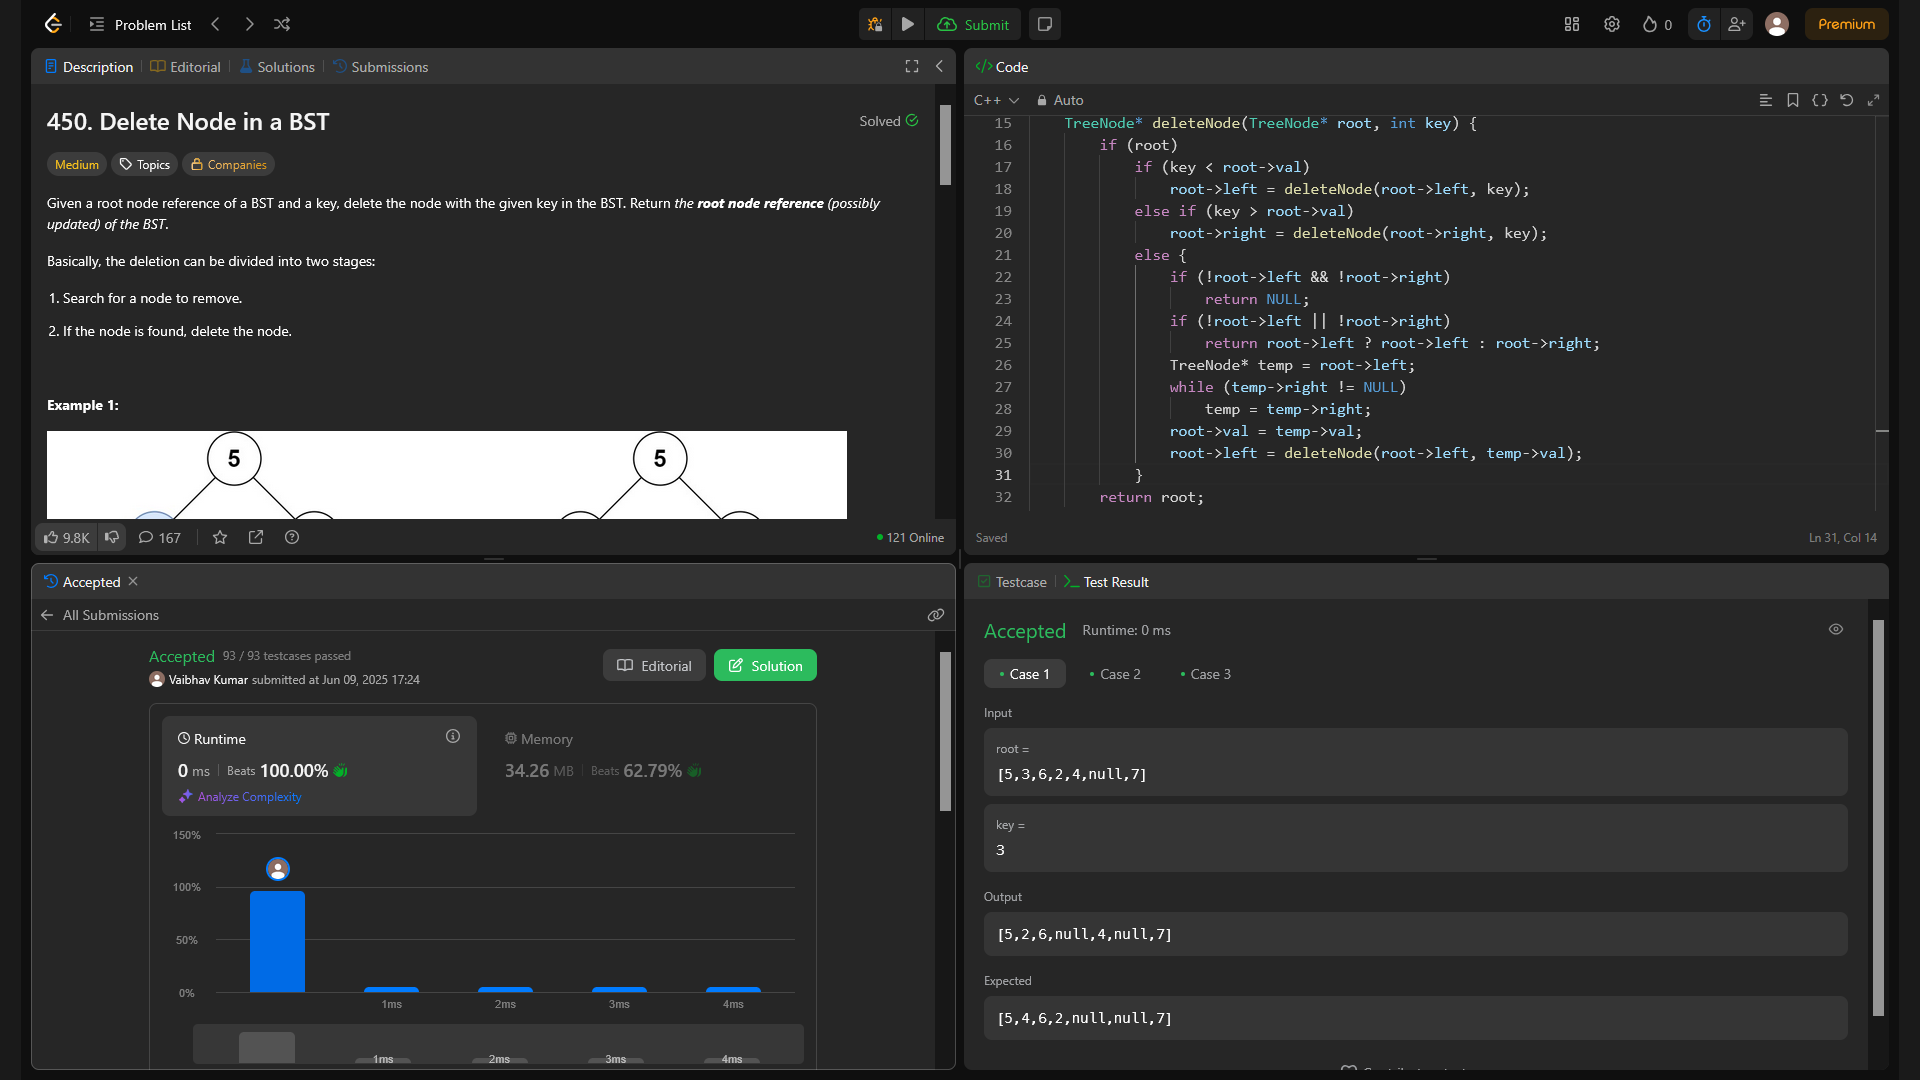 Problem List
Submit
0
Premium
Description
Editorial
Solutions
Submissions
450. Delete Node in a BST
Solved
Medium
Topics
Companies
Given a root node reference of a BST and a key, delete the node with the given key in the BST. Return the root node reference (possibly
updated) of the BST.
Basically, the deletion can be divided into two stages:
1. Search for a node to remove.
2. If the node is found, delete the node.
Example 1:
5
5
9.8K
167
121 Online
</> Code
C++
Auto
15 TreeNode* deleteNode(TreeNode* root, int key) {
16 if (root)
17 if (key < root->val)
18 root->left = deleteNode(root->left, key);
19 else if (key > root->val)
20 root->right = deleteNode(root->right, key);
21 else {
22 if (!root->left && !root->right)
23 return NULL;
24 if (!root->left || !root->right)
25 return root->left ? root->left : root->right;
26 TreeNode* temp = root->left;
27 while (temp->right != NULL)
28 temp = temp->right;
29 root->val = temp->val;
30 root->left = deleteNode(root->left, temp->val);
31 }
32 return root;
Saved
Ln 31, Col 14
Accepted
All Submissions
Accepted 93 / 93 testcases passed
Vaibhav Kumar submitted at Jun 09, 2025 17:24
Editorial
Solution
Runtime
0 ms | Beats 100.00%
Analyze Complexity
Memory
34.26 MB | Beats 62.79%
150%
100%
50%
0%
1ms
2ms
3ms
4ms
1ms
2ms
3ms
4ms
Testcase
Test Result
Accepted
Runtime: 0 ms
Case 1
Case 2
Case 3
Input
root =
[5,3,6,2,4,null,7]
key =
3
Output
[5,2,6,null,4,null,7]
Expected
[5,4,6,2,null,null,7]